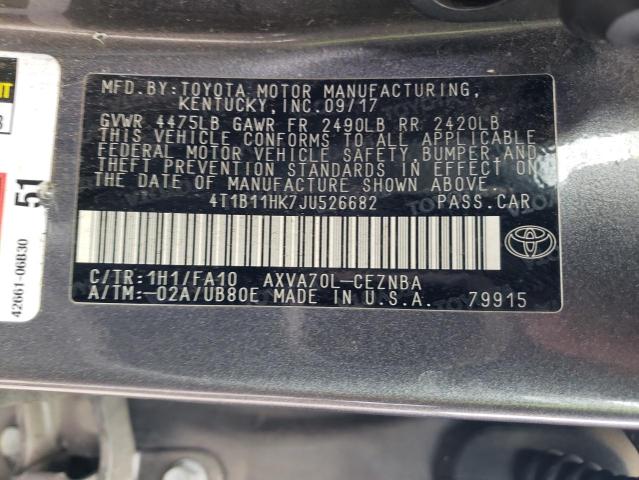 MFD.BY:TOYOTA MOTOR MANUFACTURING,
KENTUCKY,INC.09/17
GVWR 4475LB GAWR FR 2490LB RR 2420LB
THIS VEHICLE CONFORMS TO ALL APPLICABLE
FEDERAL MOTOR VEHICLE SAFETY,BUMPER,AND
THEFT PREVENTION STANDARDS IN EFFECT ON
THE DATE OF MANUFACTURE SHOWN ABOVE.
4T1B11HK7JU526682 PASS.CAR
C/TR:1H1/FA10 AXVA70L-CEZNBA
A/TM:-02A/UB80E MADE IN U.S.A. 79915
51
42661-06B30